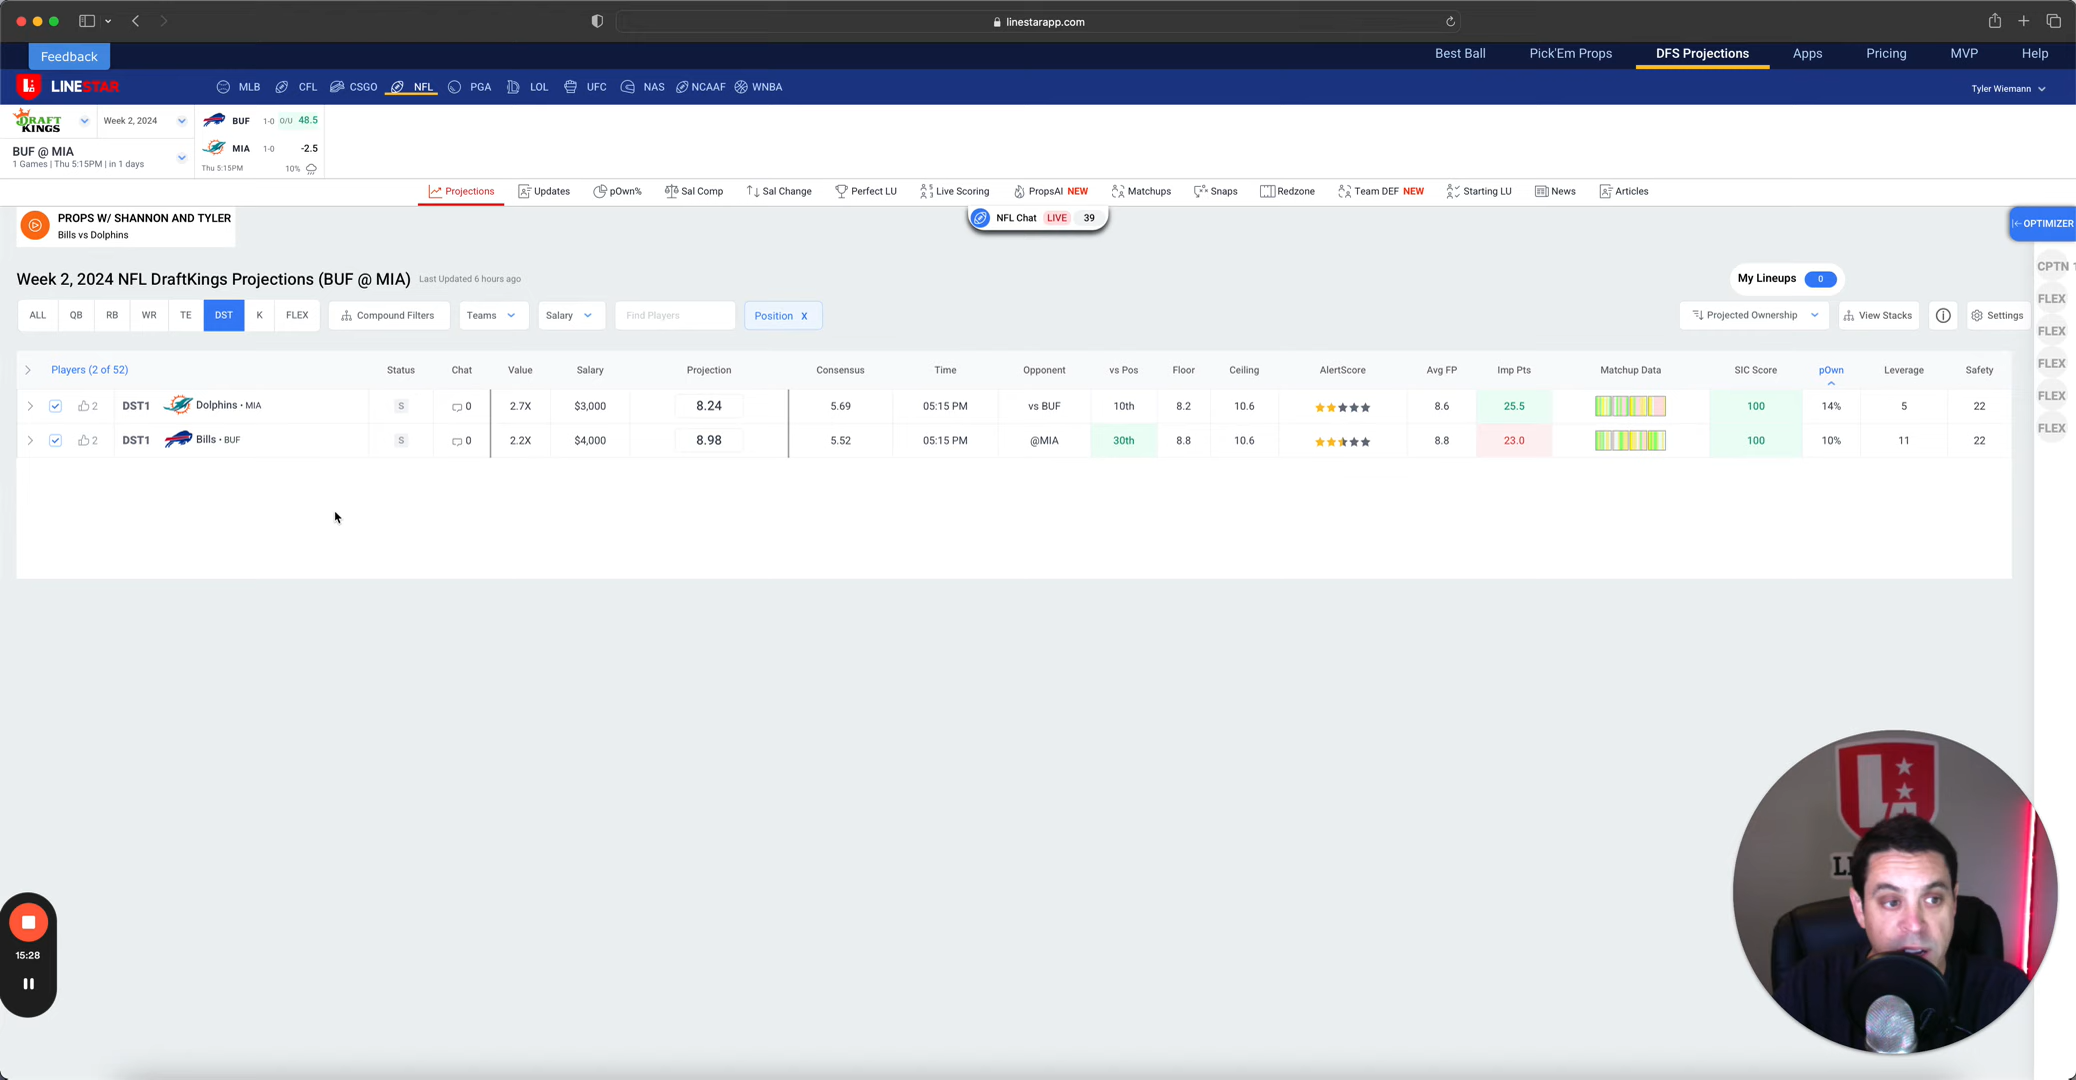 linestarapp.com
Feedback
Best Ball Pick'Em Props DFS Projections Apps Pricing MVP Help
LINESTAR MLB CFL CSGO NFL PGA LOL UFC NAS NCAAF WNBA Tyler Wiemann
DRAFT KINGS Week 2, 2024 BUF 1-0 O/U 48.5
BUF @ MIA MIA 1-0 -2.5
1 Games | Thu 5:15PM | in 1 days Thu 5:15PM 10%
Projections Updates pOwn% Sal Comp Sal Change Perfect LU Live Scoring PropsAI NEW Matchups Snaps Redzone Team DEF NEW Starting LU News Articles
PROPS W/ SHANNON AND TYLER
Bills vs Dolphins
NFL Chat LIVE 39
OPTIMIZER
Week 2, 2024 NFL DraftKings Projections (BUF @ MIA) Last Updated 6 hours ago My Lineups 0
CPTN 1
FLEX
ALL QB RB WR TE DST K FLEX Compound Filters Teams Salary Find Players Position X Projected Ownership View Stacks Settings
FLEX
Players (2 of 52) Status Chat Value Salary Projection Consensus Time Opponent vs Pos Floor Ceiling AlertScore Avg FP Imp Pts Matchup Data SIC Score pOwn Leverage Safety
FLEX
2 DST1 Dolphins • MIA S 0 2.7X $3,000 8.24 5.69 05:15 PM vs BUF 10th 8.2 10.6 8.6 25.5 100 14% 5 22
FLEX
2 DST1 Bills • BUF S 0 2.2X $4,000 8.98 5.52 05:15 PM @MIA 30th 8.8 10.6 8.8 23.0 100 10% 11 22
FLEX
15:28